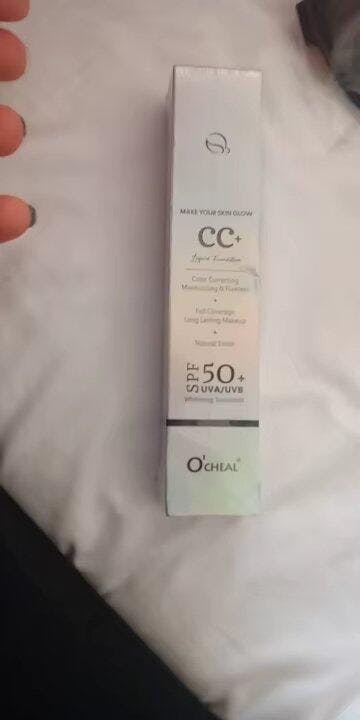 MAKE YOUR SKIN GLOW
CC+
Liquid Foundation
Color Correcting
Moisturizing &
+
Full Coverage
Long Lasting Makeup
+
Natural Finish
SPF 50+
UVA/UVB
Whitening Sunscreen
O'CHEAL®